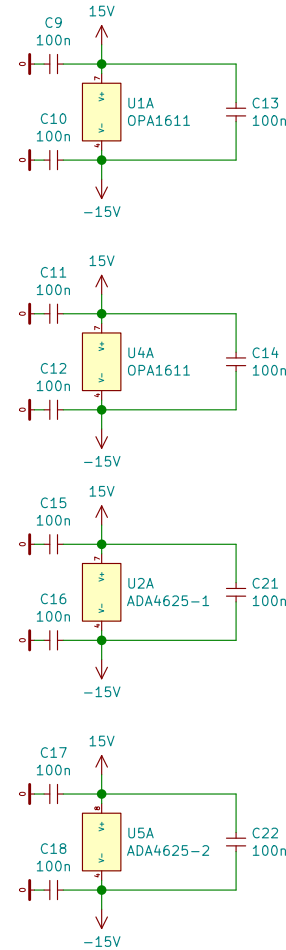 15V
C9
100n
0
7
V+
U1A
OPA1611
C13
100n
C10
100n
0
V-
4
-15V
15V
C11
100n
0
7
V+
U4A
OPA1611
C14
100n
C12
100n
0
V-
4
-15V
15V
C15
100n
0
7
V+
U2A
ADA4625-1
C21
100n
C16
100n
0
V-
4
-15V
15V
C17
100n
0
8
V+
U5A
ADA4625-2
C22
100n
C18
100n
0
V-
4
-15V